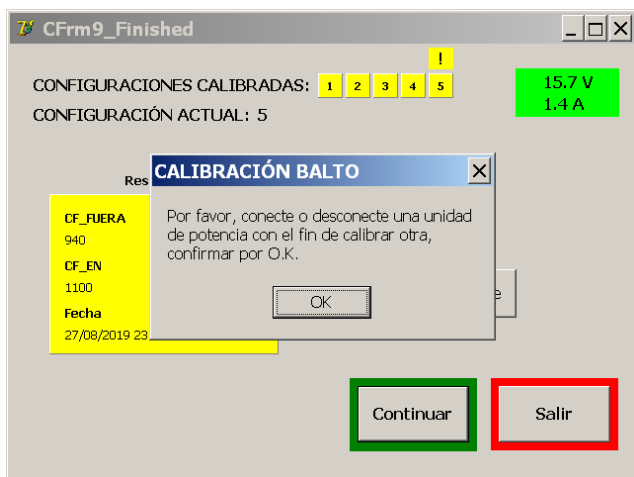 CFrm9_Finished
!
CONFIGURACIONES CALIBRADAS: 1 2 3 4 5
15.7 V
1.4 A
CONFIGURACIÓN ACTUAL: 5
Res
CALIBRACIÓN BALTO
Por favor, conecte o desconecte una unidad
de potencia con el fin de calibrar otra,
confirmar por O.K.
OK
CF_FUERA
940
CF_EN
1100
Fecha
27/08/2019 23
e
Continuar
Salir